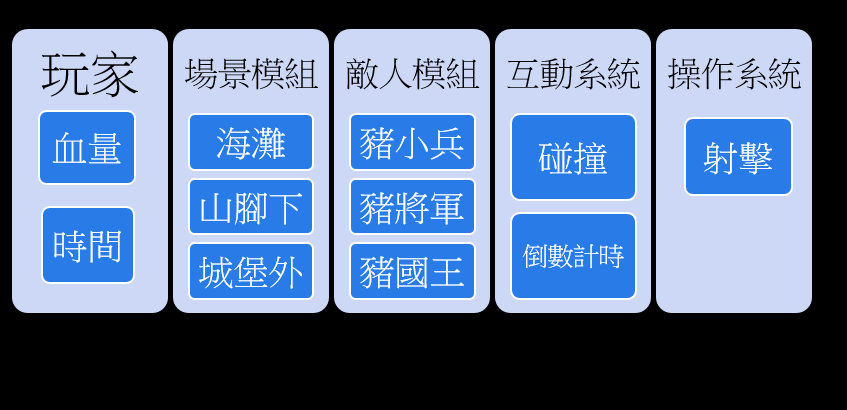 玩家
血量
時間
場景模組
海灘
山腳下
城堡外
敵人模組
豬小兵
豬將軍
豬國王
互動系統
碰撞
倒數計時
操作系統
射擊